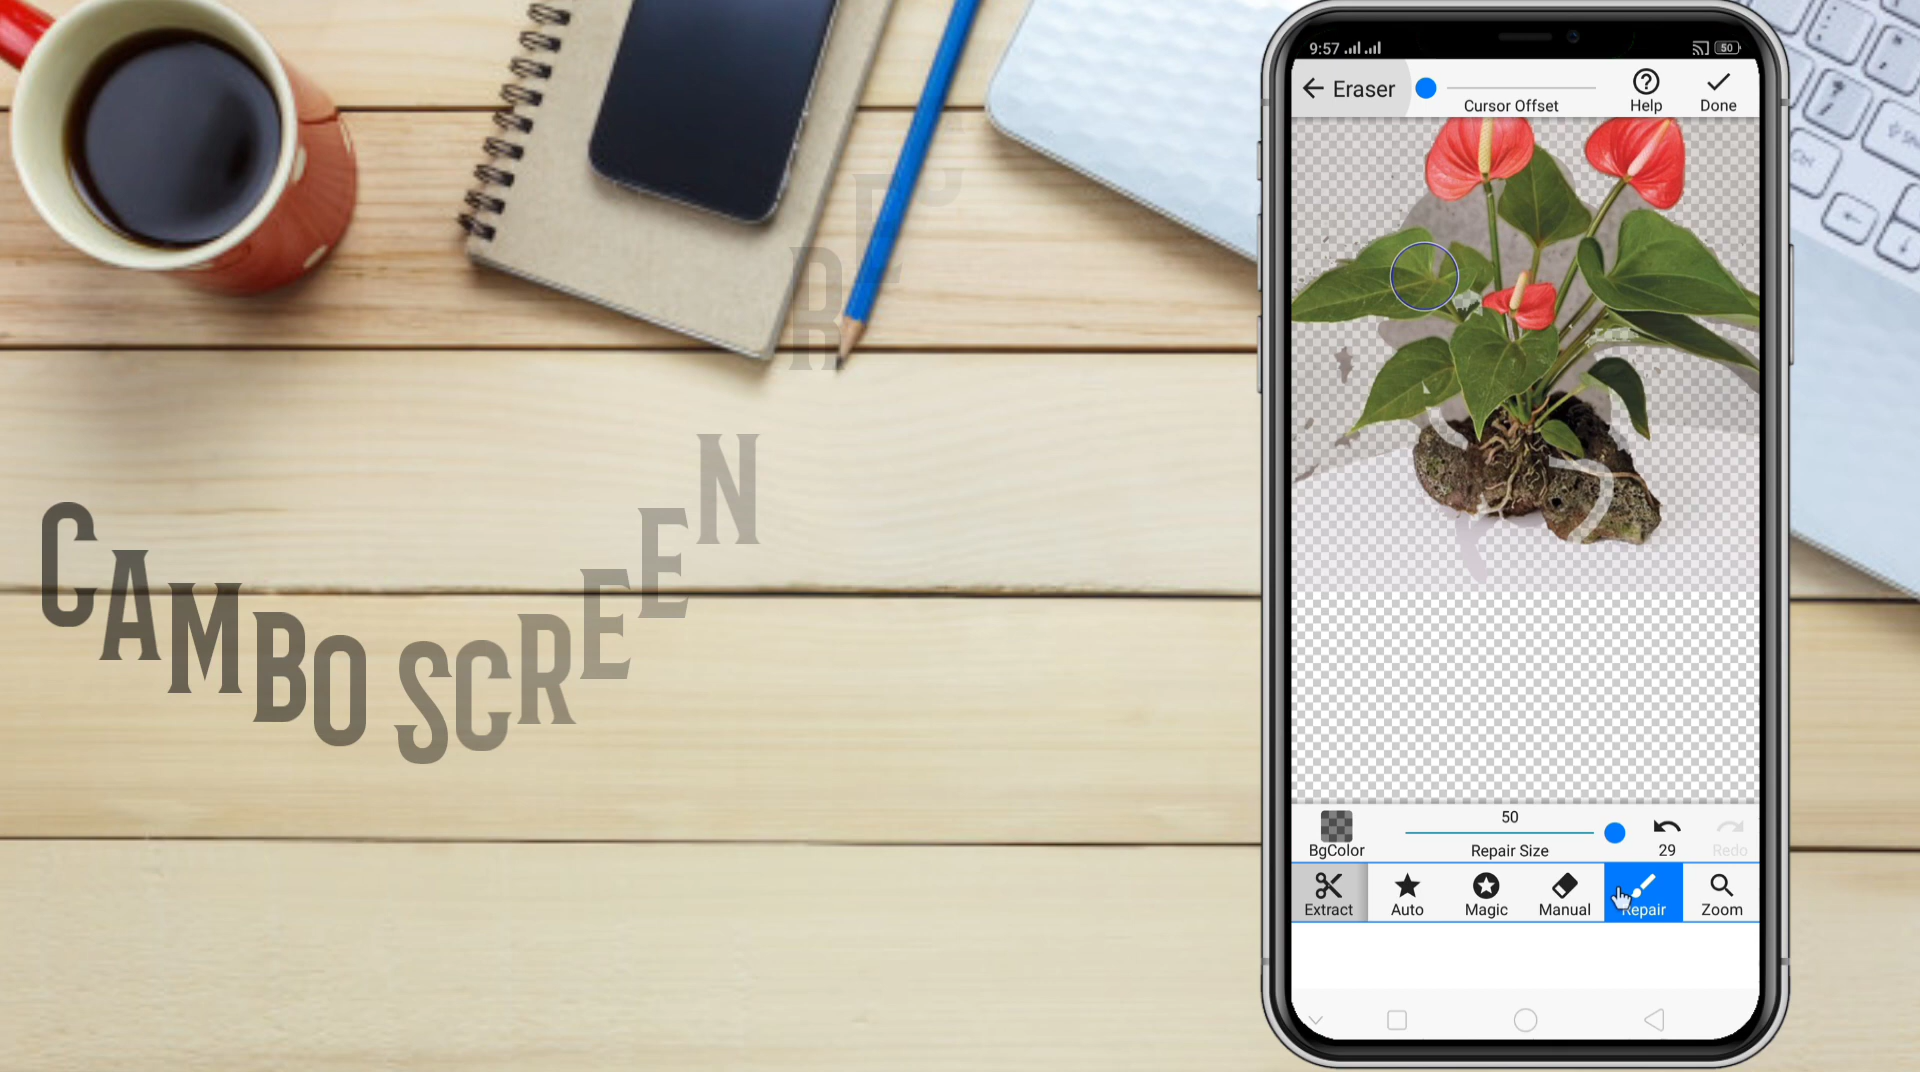 9:57
50
Eraser
Cursor Offset
Help
Done
CAMBO SCREEN
50
BgColor
Repair Size
29
Redo
Extract
Auto
Magic
Manual
Repair
Zoom